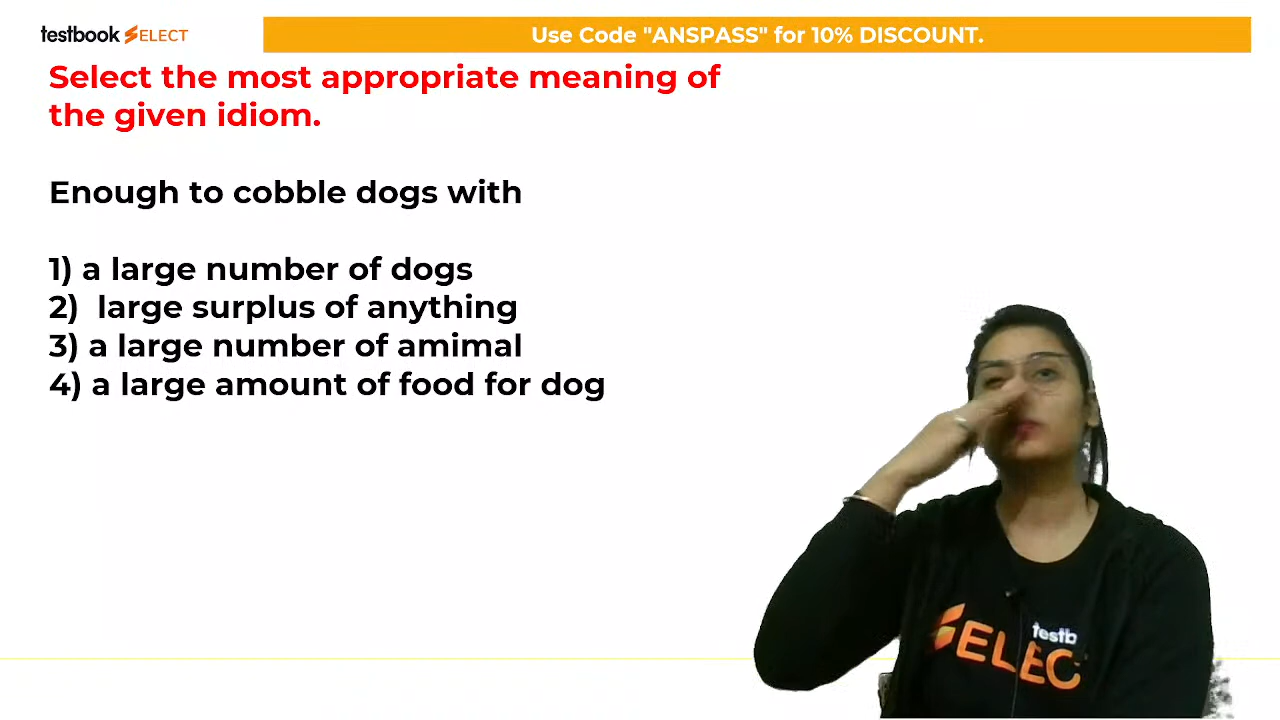 testbook SELECT
Use Code "ANSPASS" for 10% DISCOUNT.
Select the most appropriate meaning of
the given idiom.
Enough to cobble dogs with
1) a large number of dogs
2) large surplus of anything
3) a large number of amimal
4) a large amount of food for dog
testb
SELEC